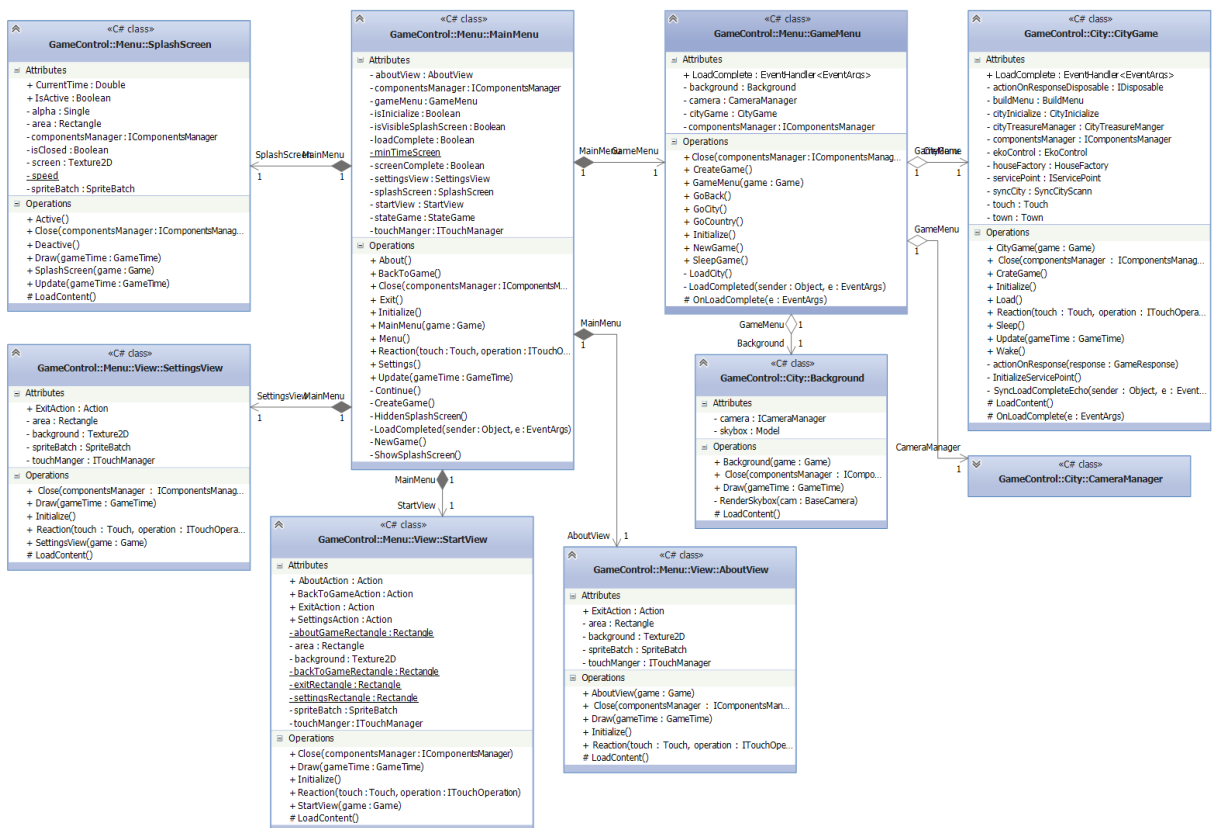 «C# class»
GameControl::Menu::SplashScreen
Attributes
+ CurrentTime : Double
+ IsActive : Boolean
- alpha : Single
- area : Rectangle
- componentsManager : IComponentsManager
- isClosed : Boolean
- screen : Texture2D
- speed
- spriteBatch : SpriteBatch
Operations
+ Active()
+ Close(componentsManager : IComponentsManag...
+ Deactive()
+ Draw(gameTime : GameTime)
+ SplashScreen(game : Game)
+ Update(gameTime : GameTime)
# LoadContent()
«C# class»
GameControl::Menu::MainMenu
Attributes
- aboutView : AboutView
- componentsManager : IComponentsManager
- gameMenu : GameMenu
- isInicialize : Boolean
- isVisibleSplashScreen : Boolean
- loadComplete : Boolean
- minTimeScreen
- screenComplete : Boolean
- settingsView : SettingsView
- splashScreen : SplashScreen
- startView : StartView
- stateGame : StateGame
- touchManger : ITouchManager
Operations
+ About()
+ BackToGame()
+ Close(componentsManager : IComponentsM...
+ Exit()
+ Initialize()
+ MainMenu(game : Game)
+ Menu()
+ Reaction(touch : Touch, operation : ITouchO...
+ Settings()
+ Update(gameTime : GameTime)
- Continue()
- CreateGame()
- HiddenSplashScreen()
- LoadCompleted(sender : Object, e : EventArgs)
- NewGame()
- ShowSplashScreen()
«C# class»
GameControl::Menu::GameMenu
Attributes
+ LoadComplete : EventHandler<EventArgs>
- background : Background
- camera : CameraManager
- cityGame : CityGame
- componentsManager : IComponentsManager
Operations
+ Close(componentsManager : IComponentsManag...
+ CreateGame()
+ GameMenu(game : Game)
+ GoBack()
+ GoCity()
+ GoCountry()
+ Initialize()
+ NewGame()
+ SleepGame()
- LoadCity()
- LoadCompleted(sender : Object, e : EventArgs)
# OnLoadComplete(e : EventArgs)
«C# class»
GameControl::City::CityGame
Attributes
+ LoadComplete : EventHandler<EventArgs>
- actionOnResponseDisposable : IDisposable
- buildMenu : BuildMenu
- cityInicialize : CityInicialize
- cityTreasureManager : CityTreasureManger
- componentsManager : IComponentsManager
- ekoControl : EkoControl
- houseFactory : HouseFactory
- servicePoint : IServicePoint
- syncCity : SyncCityScann
- touch : Touch
- town : Town
Operations
+ CityGame(game : Game)
+ Close(componentsManager : IComponentsManag...
+ CrateGame()
+ Initialize()
+ Load()
+ Reaction(touch : Touch, operation : ITouchOpera...
+ Sleep()
+ Update(gameTime : GameTime)
+ Wake()
- actionOnResponse(response : GameResponse)
- InitializeServicePoint()
- SyncLoadCompleteEcho(sender : Object, e : Event...
# LoadContent()
# OnLoadComplete(e : EventArgs)
SplashScreen
MainMenu
1
1
MainMenu
GameMenu
1
1
GameMenu
CityGame
1
1
GameMenu
1
CameraManager
1
GameMenu
1
Background
1
MainMenu
1
AboutView
1
SettingsView
MainMenu
1
1
MainMenu
1
StartView
1
«C# class»
GameControl::Menu::View::SettingsView
Attributes
+ ExitAction : Action
- area : Rectangle
- background : Texture2D
- spriteBatch : SpriteBatch
- touchManger : ITouchManager
Operations
+ Close(componentsManager : IComponentsManag...
+ Draw(gameTime : GameTime)
+ Initialize()
+ Reaction(touch : Touch, operation : ITouchOpera...
+ SettingsView(game : Game)
# LoadContent()
«C# class»
GameControl::City::Background
Attributes
- camera : ICameraManager
- skybox : Model
Operations
+ Background(game : Game)
+ Close(componentsManager : ICompo...
+ Draw(gameTime : GameTime)
- RenderSkybox(cam : BaseCamera)
# LoadContent()
«C# class»
GameControl::City::CameraManager
«C# class»
GameControl::Menu::View::StartView
Attributes
+ AboutAction : Action
+ BackToGameAction : Action
+ ExitAction : Action
+ SettingsAction : Action
- aboutGameRectangle : Rectangle
- area : Rectangle
- background : Texture2D
- backToGameRectangle : Rectangle
- exitRectangle : Rectangle
- settingsRectangle : Rectangle
- spriteBatch : SpriteBatch
- touchManger : ITouchManager
Operations
+ Close(componentsManager : IComponentsManager)
+ Draw(gameTime : GameTime)
+ Initialize()
+ Reaction(touch : Touch, operation : ITouchOperation)
+ StartView(game : Game)
# LoadContent()
«C# class»
GameControl::Menu::View::AboutView
Attributes
+ ExitAction : Action
- area : Rectangle
- background : Texture2D
- spriteBatch : SpriteBatch
- touchManger : ITouchManager
Operations
+ AboutView(game : Game)
+ Close(componentsManager : IComponentsMan...
+ Draw(gameTime : GameTime)
+ Initialize()
+ Reaction(touch : Touch, operation : ITouchOpe...
# LoadContent()